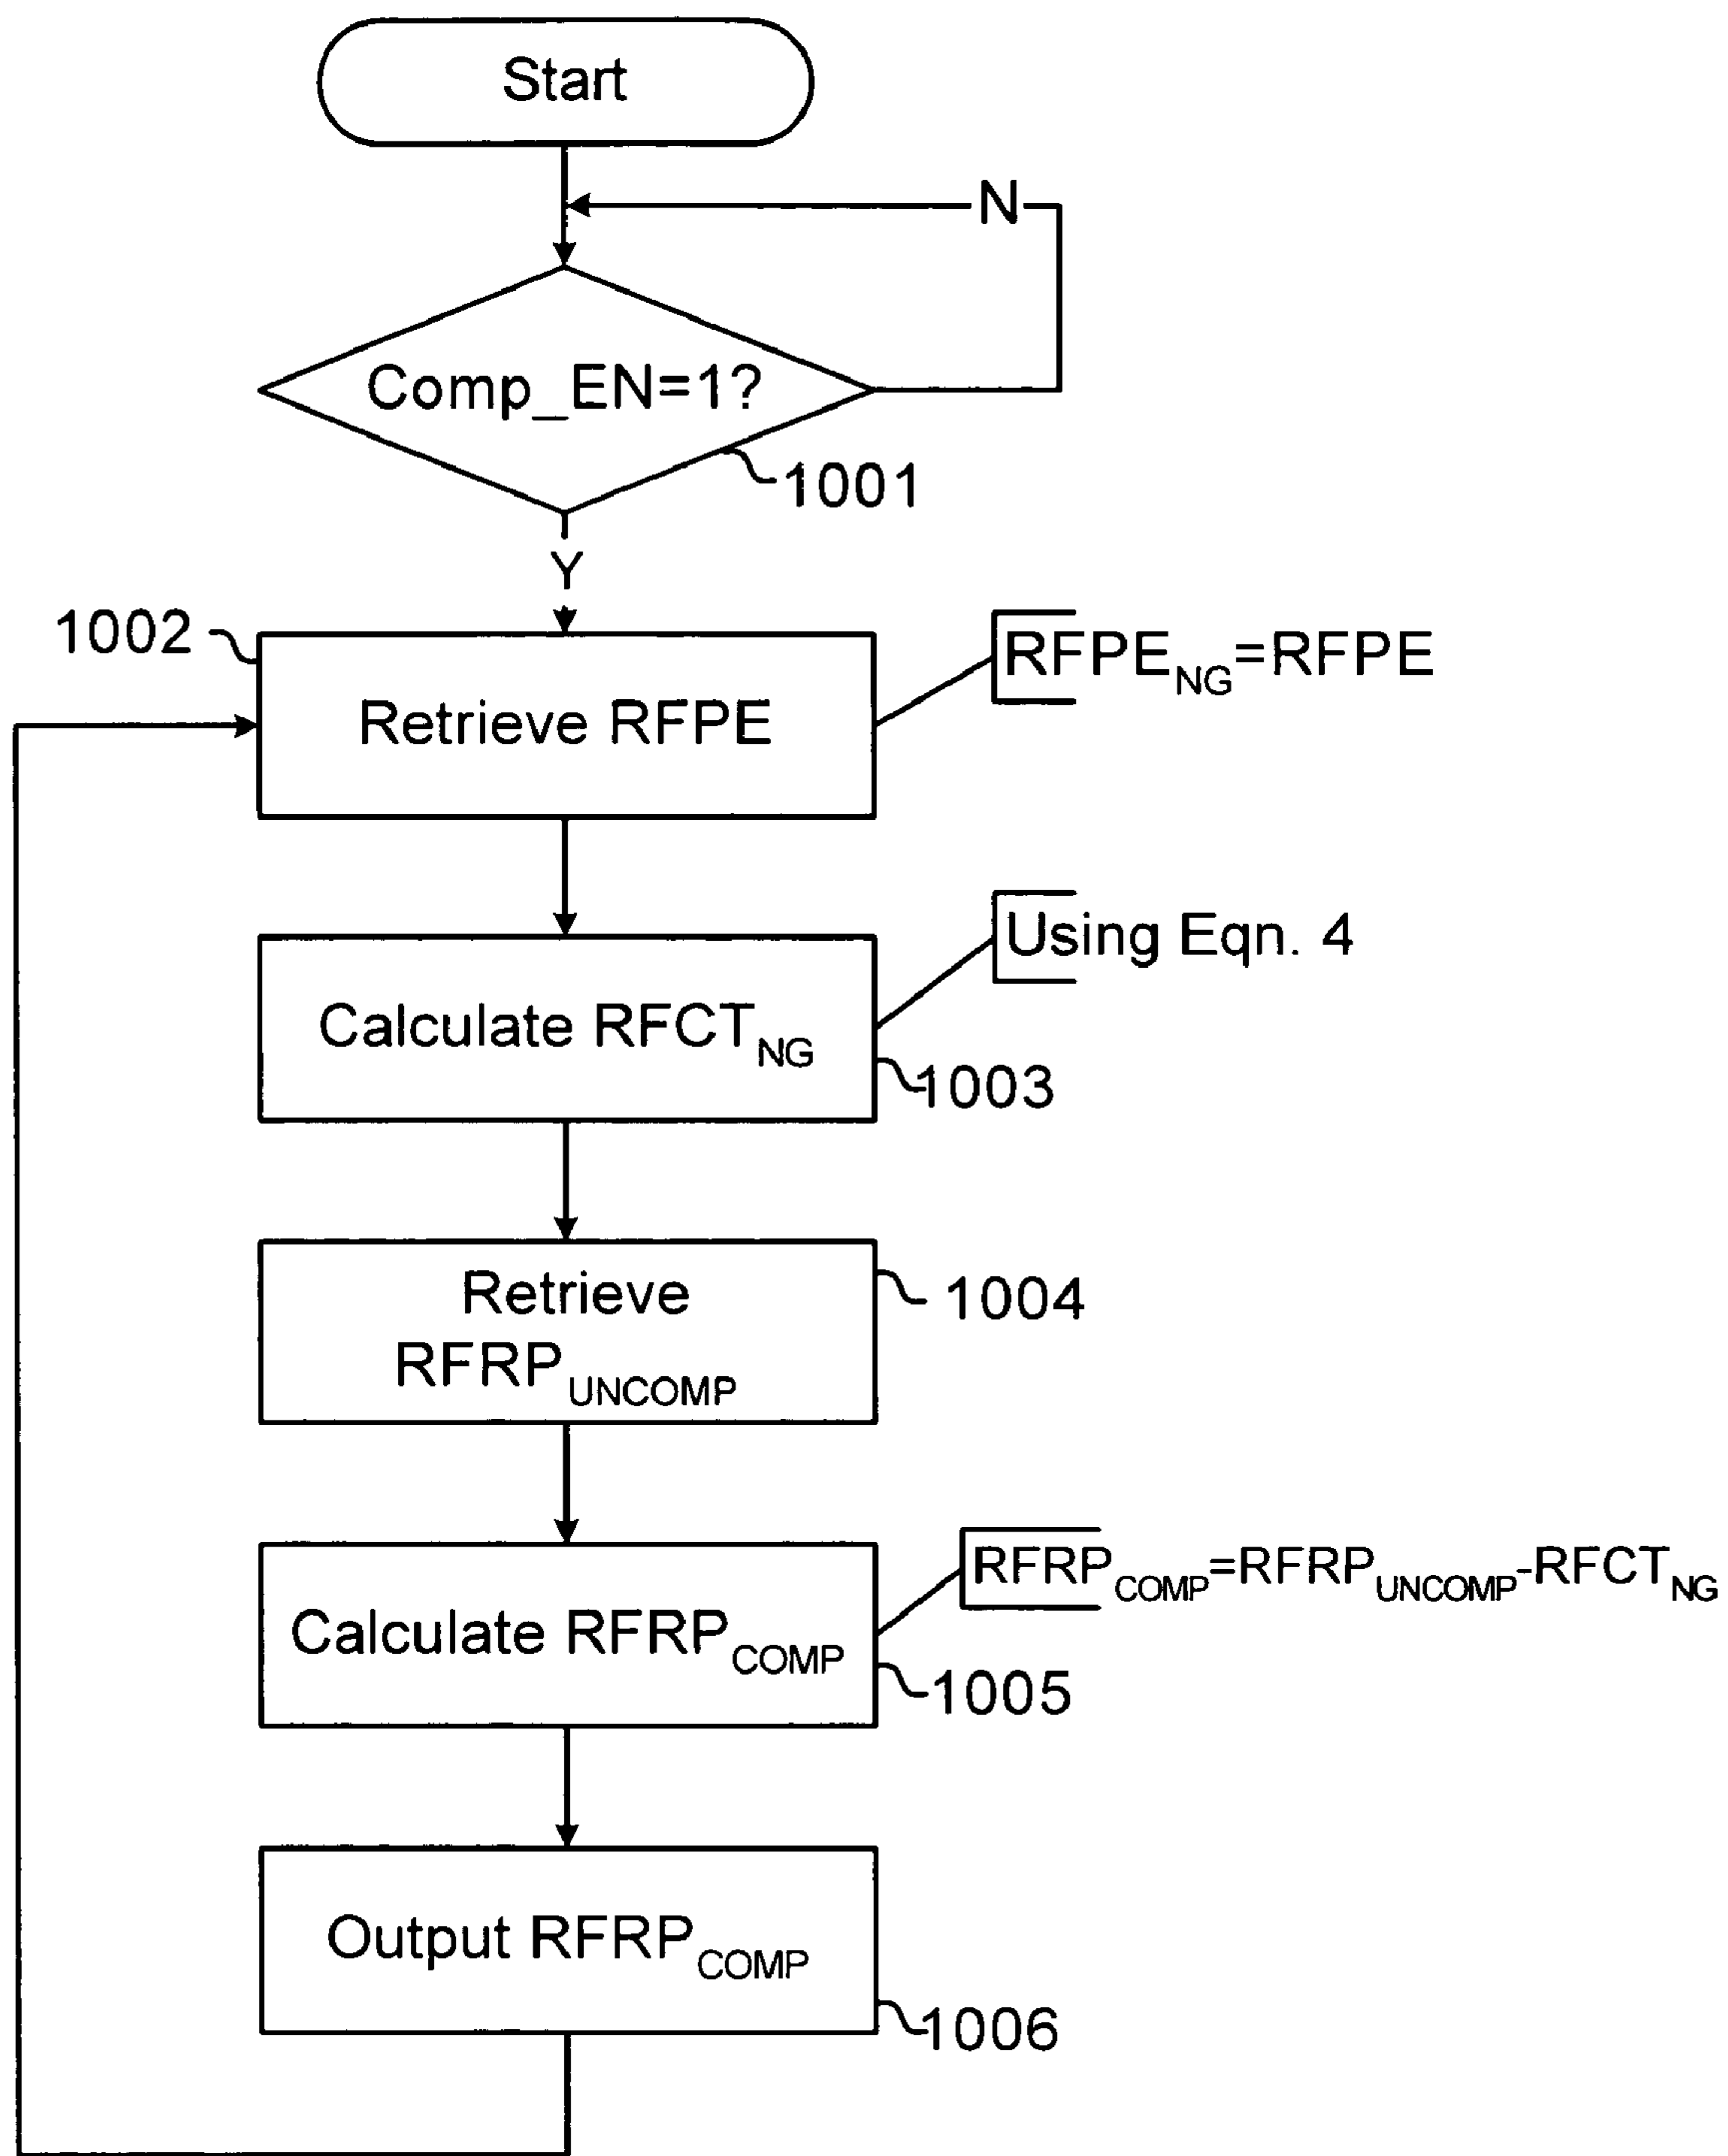 Start
N
Comp_EN=1?
1001
Y
1002
RFPE_NG=RFPE
Retrieve RFPE
Using Eqn. 4
Calculate RFCT_NG
1003
Retrieve
1004
RFRP_UNCOMP
RFRP_COMP=RFRP_UNCOMP-RFCT_NG
Calculate RFRP_COMP
1005
Output RFRP_COMP
1006